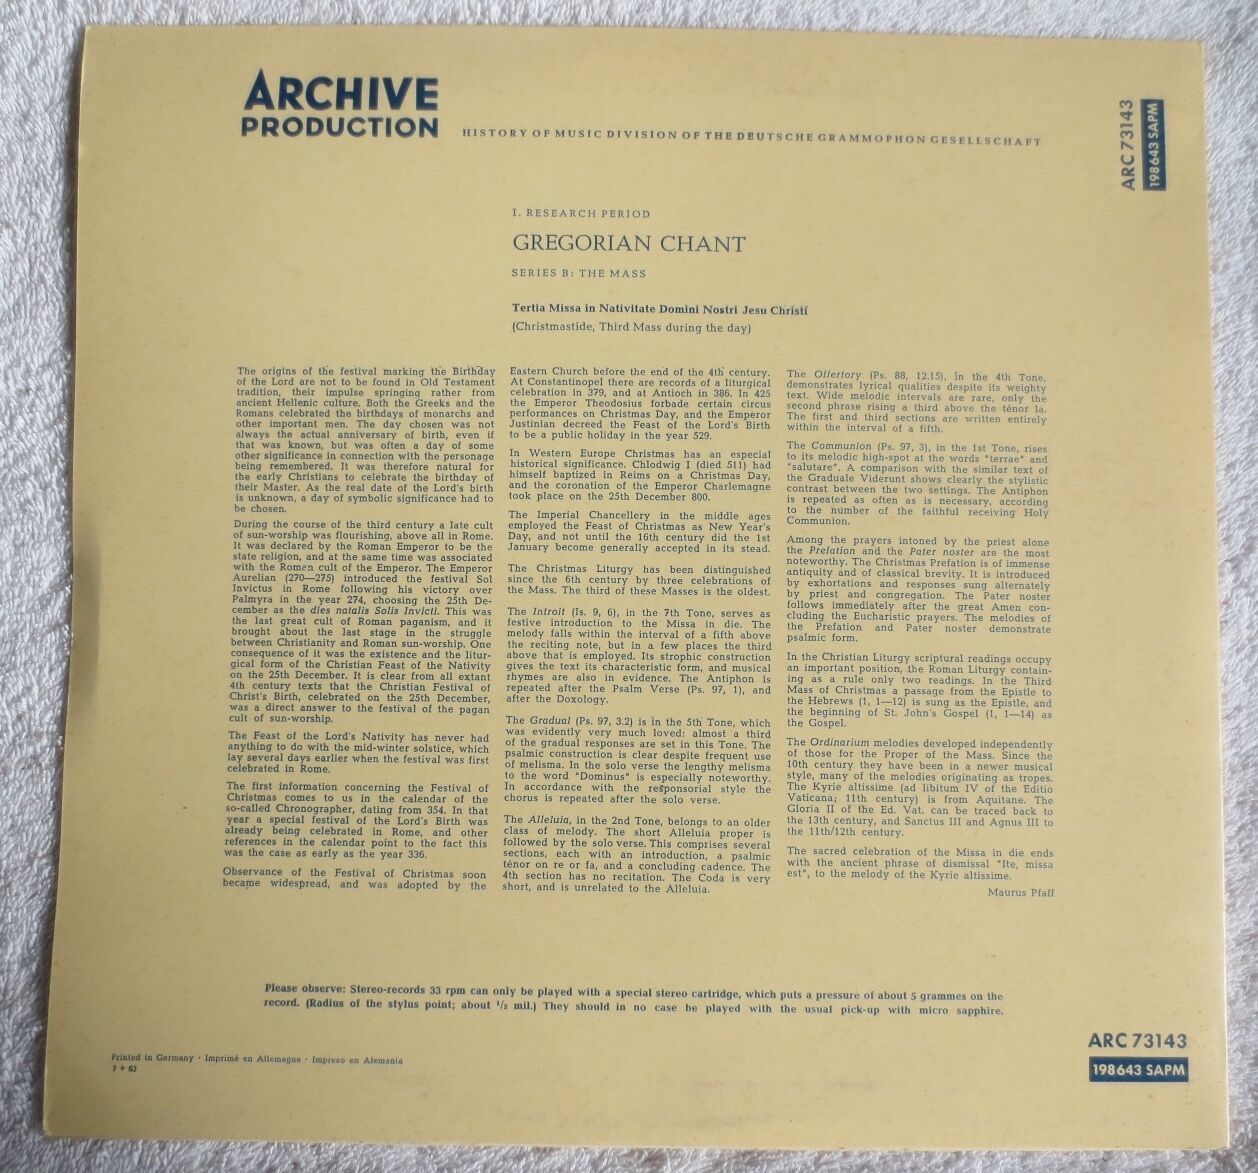 ARCHIVE
PRODUCTION
HISTORY OF MUSIC DIVISION OF THE DEUTSCHE GRAMMOPHON GESELLSCHAFT
ARC 73143
198643 SAPM
I. RESEARCH PERIOD
GREGORIAN CHANT
SERIES B: THE MASS
Tertia Missa in Nativitate Domini Nostri Jesu Christi
(Christmastide, Third Mass during the day)
The origins of the festival marking the Birthday
of the Lord are not to be found in Old Testament
tradition, their impulse springing rather from
ancient Hellenic culture. Both the Greeks and the
Romans celebrated the birthdays of monarchs and
other important men. The day chosen was not
always the actual anniversary of birth, even if
that was known, but was often a day of some
other significance in connection with the personage
being remembered. It was therefore natural for
the early Christians to celebrate the birthday of
their Master. As the real date of the Lord's birth
is unknown, a day of symbolic significance had to
be chosen.
During the course of the third century a late cult
of sun-worship was flourishing, above all in Rome.
It was declared by the Roman Emperor to be the
state religion, and at the same time was associated
with the Roman cult of the Emperor. The Emperor
Aurelian (270—275) introduced the festival Sol
Invictus in Rome following his victory over
Palmyra in the year 274, choosing the 25th De-
cember as the dies natalis Solis Invicti. This was
the last great cult of Roman paganism, and it
brought about the last stage in the struggle
between Christianity and Roman sun-worship. One
consequence of it was the existence and the litur-
gical form of the Christian Feast of the Nativity
on the 25th December. It is clear from all extant
4th century texts that the Christian Festival of
Christ's Birth, celebrated on the 25th December,
was a direct answer to the festival of the pagan
cult of sun-worship.
The Feast of the Lord's Nativity has never had
anything to do with the mid-winter solstice, which
lay several days earlier when the festival was first
celebrated in Rome.
The first information concerning the Festival of
Christmas comes to us in the calendar of the
so-called Chronographer, dating from 354. In that
year a special festival of the Lord's Birth was
already being celebrated in Rome, and other
references in the calendar point to the fact this
was the case as early as the year 336.
Observance of the Festival of Christmas soon
became widespread, and was adopted by the
Eastern Church before the end of the 4th century.
At Constantinopel there are records of a liturgical
celebration in 379, and at Antioch in 386. In 425
the Emperor Theodosius forbade certain circus
performances on Christmas Day, and the Emperor
Justinian decreed the Feast of the Lord's Birth
to be a public holiday in the year 529.
In Western Europe Christmas has an especial
historical significance. Chlodwig I (died 511) had
himself baptized in Reims on a Christmas Day,
and the coronation of the Emperor Charlemagne
took place on the 25th December 800.
The Imperial Chancellery in the middle ages
employed the Feast of Christmas as New Year's
Day, and not until the 16th century did the 1st
January become generally accepted in its stead.
The Christmas Liturgy has been distinguished
since the 6th century by three celebrations of
the Mass. The third of these Masses is the oldest.
The Introit (Is. 9, 6), in the 7th Tone, serves as
festive introduction to the Missa in die. The
melody falls within the interval of a fifth above
the reciting note, but in a few places the third
above that is employed. Its strophic construction
gives the text its characteristic form, and musical
rhymes are also in evidence. The Antiphon is
repeated after the Psalm Verse (Ps. 97, 1), and
after the Doxology.
The Gradual (Ps. 97, 3.2) is in the 5th Tone, which
was evidently very much loved: almost a third
of the gradual responses are set in this Tone. The
psalmic construction is clear despite frequent use
of melisma. In the solo verse the lengthy melisma
to the word "Dominus" is especially noteworthy.
In accordance with the responsorial style the
chorus is repeated after the solo verse.
The Alleluia, in the 2nd Tone, belongs to an older
class of melody. The short Alleluia proper is
followed by the solo verse. This comprises several
sections, each with an introduction, a psalmic
tenor on re or fa, and a concluding cadence. The
4th section has no recitation. The Coda is very
short, and is unrelated to the Alleluia.
The Offertory (Ps. 88, 12.15), in the 4th Tone,
demonstrates lyrical qualities despite its weighty
text. Wide melodic intervals are rare, only the
second phrase rising a third above the ténor la.
The first and third sections are written entirely
within the interval of a fifth.
The Communion (Ps. 97, 3), in the 1st Tone, rises
to its melodic high-spot at the words "terrae" and
"salutare". A comparison with the similar text of
the Graduale Viderunt shows clearly the stylistic
contrast between the two settings. The Antiphon
is repeated as often as is necessary, according
to the number of the faithful receiving Holy
Communion.
Among the prayers intoned by the priest alone
the Prefation and the Pater noster are the most
noteworthy. The Christmas Prefation is of immense
antiquity and of classical brevity. It is introduced
by exhortations and responses sung alternately
by priest and congregation. The Pater noster
follows immediately after the great Amen con-
cluding the Eucharistic prayers. The melodies of
the Prefation and Pater noster demonstrate
psalmic form.
In the Christian Liturgy scriptural readings occupy
an important position, the Roman Liturgy contain-
ing as a rule only two readings. In the Third
Mass of Christmas a passage from the Epistle to
the Hebrews (1, 1—12) is sung as the Epistle, and
the beginning of St. John's Gospel (1, 1—14) as
the Gospel.
The Ordinarium melodies developed independently
of those for the Proper of the Mass. Since the
10th century they have been in a newer musical
style, many of the melodies originating as tropes.
The Kyrie altissime (ad libitum IV of the Editio
Vaticana; 11th century) is from Aquitane. The
Gloria II of the Ed. Vat. can be traced back to
the 13th century, and Sanctus III and Agnus III to
the 11th/12th century.
The sacred celebration of the Missa in die ends
with the ancient phrase of dismissal "Ite, missa
est", to the melody of the Kyrie altissime.
Maurus Pfaff
Please observe: Stereo-records 33 rpm can only be played with a special stereo cartridge, which puts a pressure of about 5 grammes on the
record. (Radius of the stylus point; about ½ mil.) They should in no case be played with the usual pick-up with micro sapphire.
Printed in Germany · Imprimé en Allemagne · Impreso en Alemania
7 + 63
ARC 73143
198643 SAPM